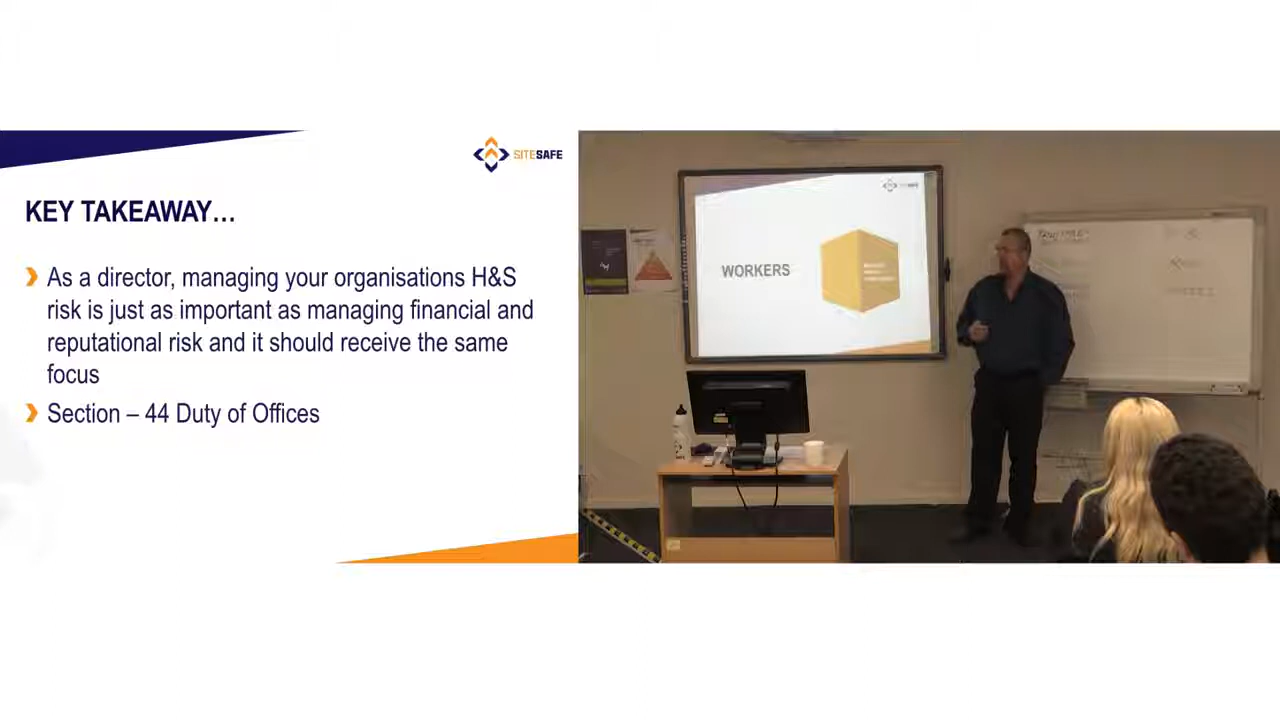 SITESAFE
KEY TAKEAWAY…
As a director, managing your organisations H&S
risk is just as important as managing financial and
reputational risk and it should receive the same
focus
Section – 44 Duty of Offices
WORKERS